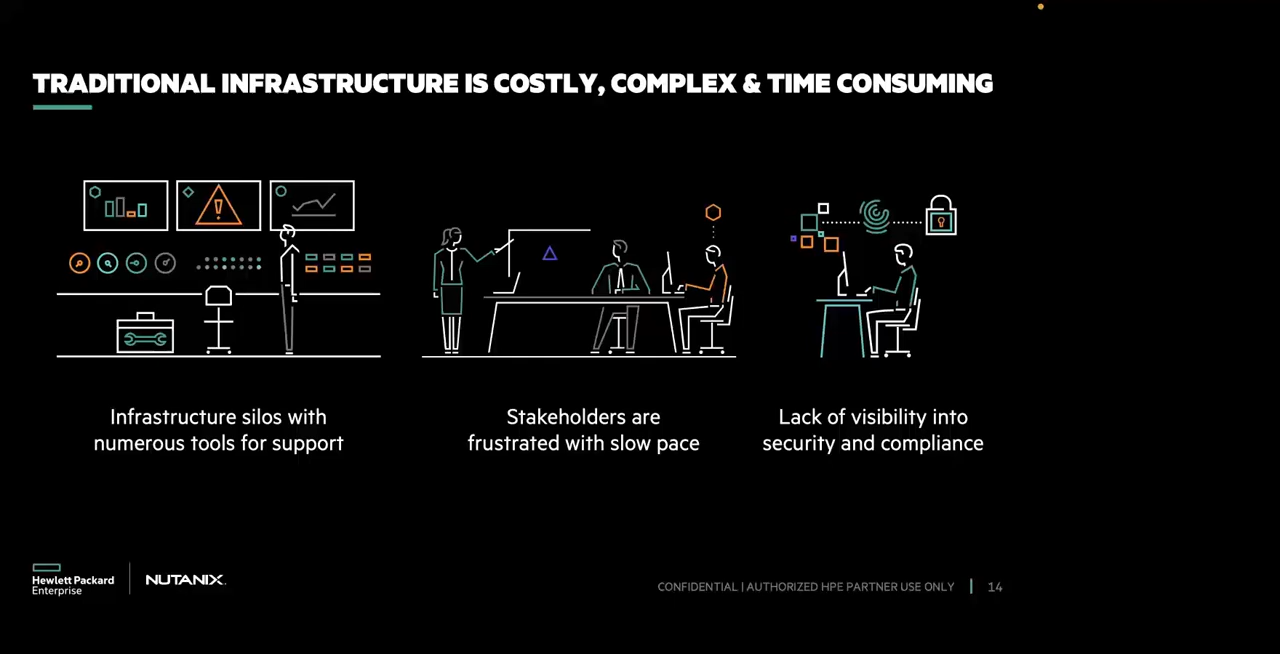 TRADITIONAL INFRASTRUCTURE IS COSTLY, COMPLEX & TIME CONSUMING
Infrastructure silos with
numerous tools for support
Stakeholders are
frustrated with slow pace
Lack of visibility into
security and compliance
Hewlett Packard
Enterprise
NUTANIX.
CONFIDENTIAL | AUTHORIZED HPE PARTNER USE ONLY
14